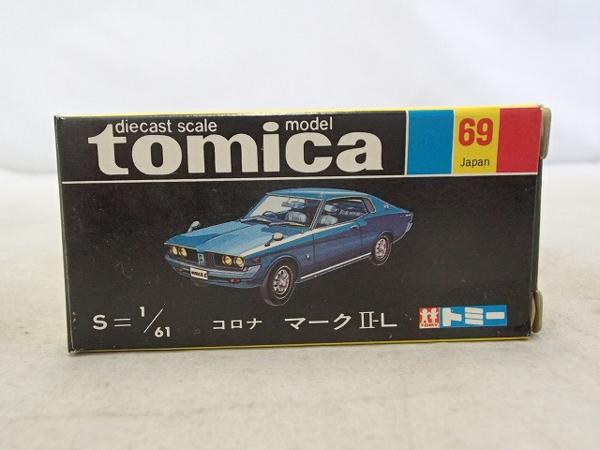 diecast scale model
tomica
69
Japan
S=1/61 コロナ マークII-L
TOMY トミー